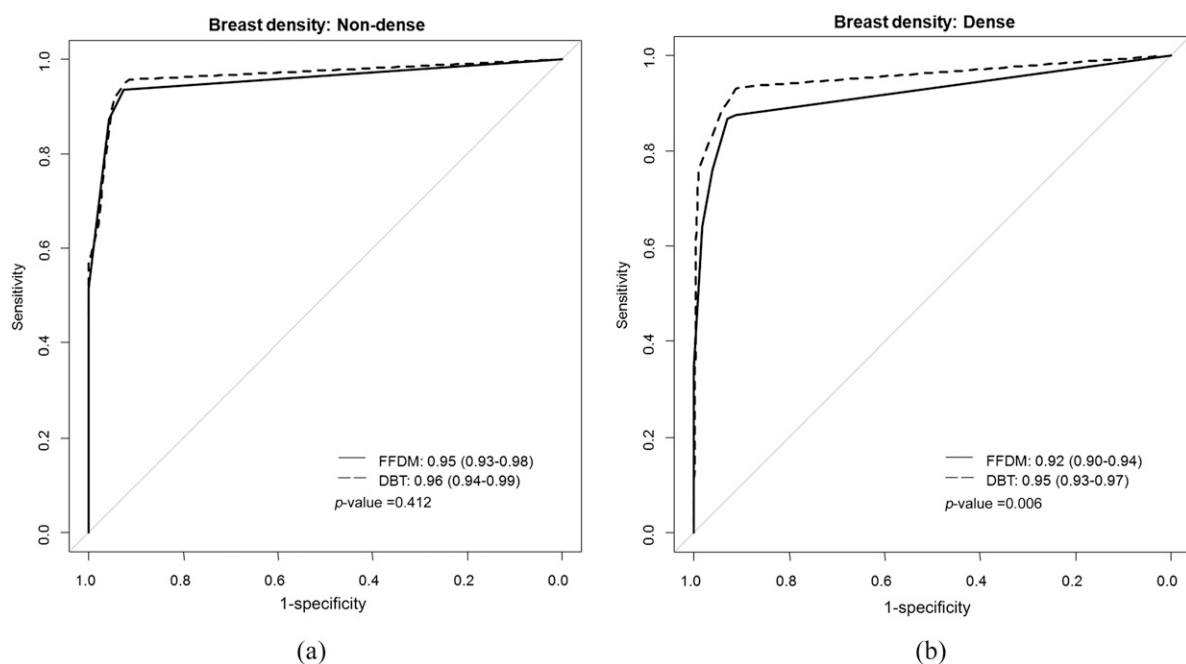 Breast density: Non-dense
Sensitivity
1.0
0.8
0.6
0.4
0.2
0.0
FFDM: 0.95 (0.93-0.98)
DBT: 0.96 (0.94-0.99)
p-value =0.412
1.0 0.8 0.6 0.4 0.2 0.0
1-specificity
(a)
Breast density: Dense
Sensitivity
1.0
0.8
0.6
0.4
0.2
0.0
FFDM: 0.92 (0.90-0.94)
DBT: 0.95 (0.93-0.97)
p-value =0.006
1.0 0.8 0.6 0.4 0.2 0.0
1-specificity
(b)